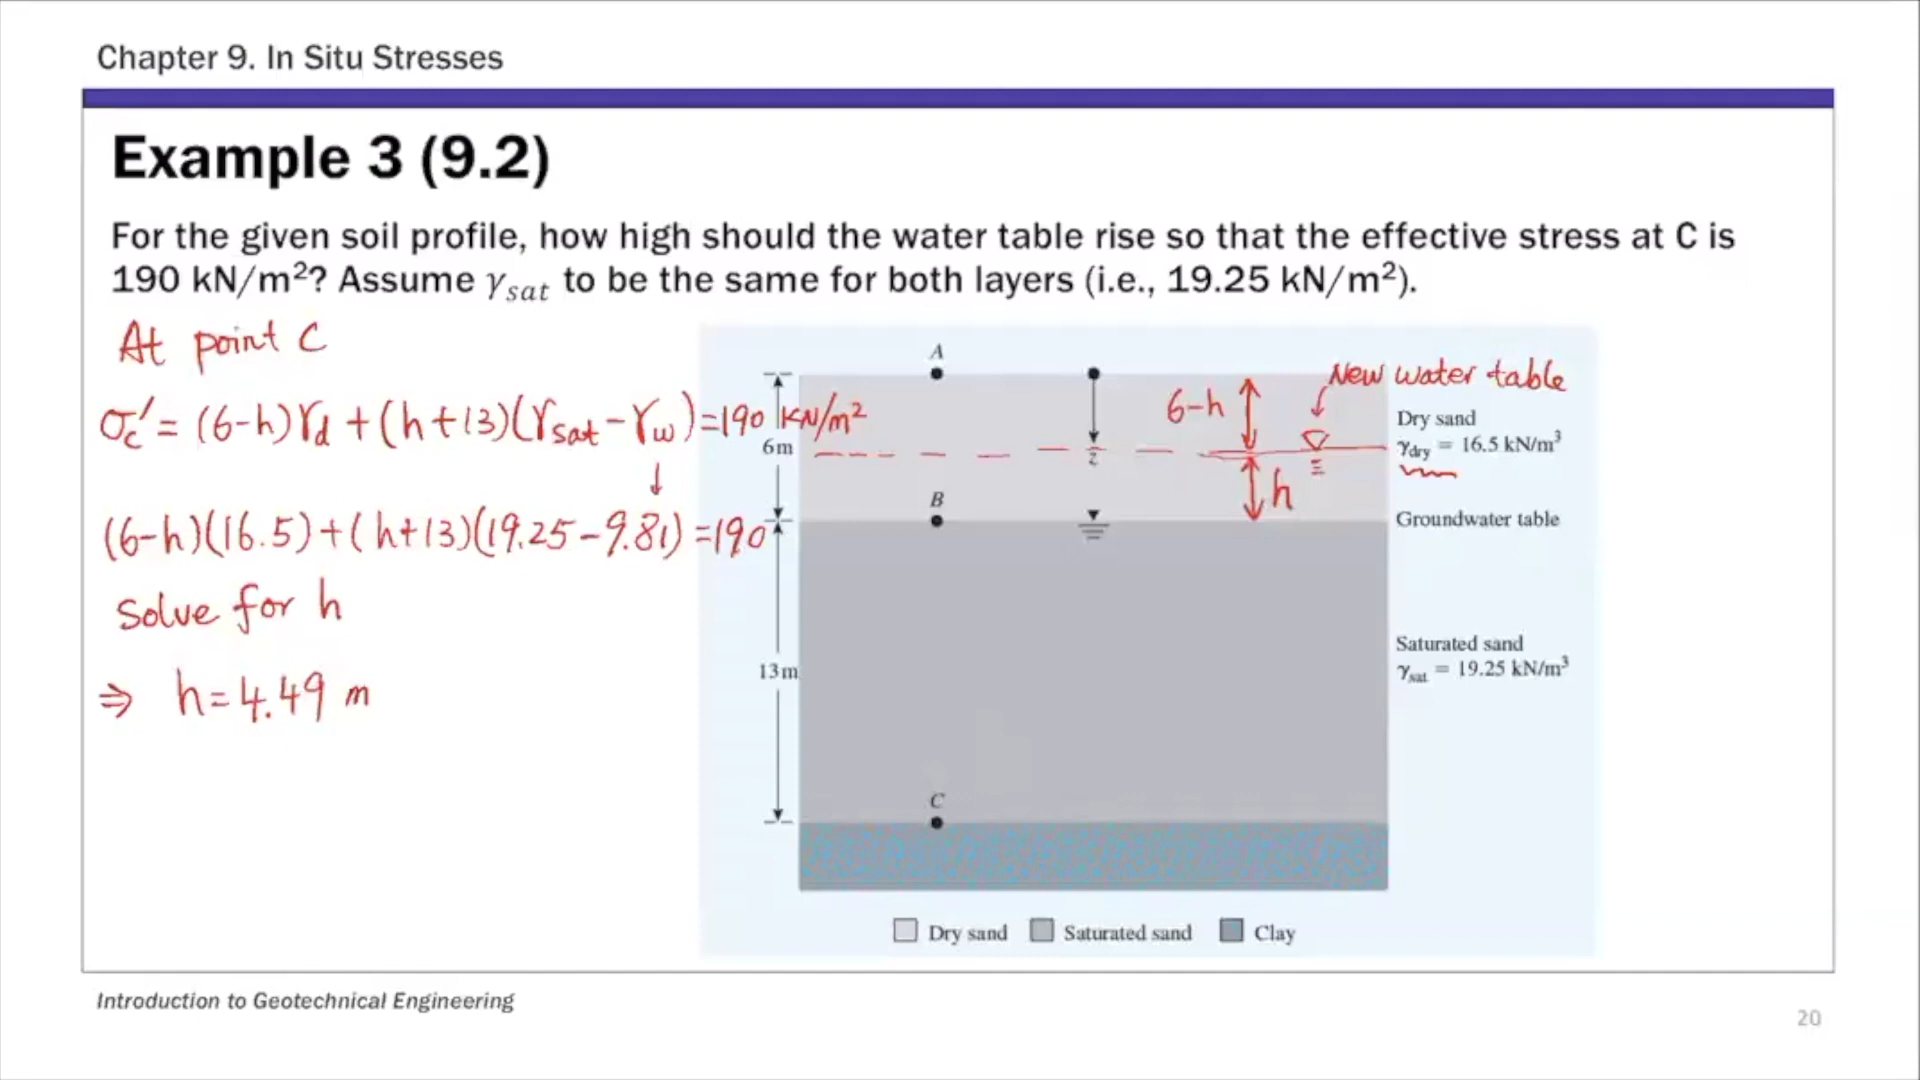 Chapter 9. In Situ Stresses
Example 3 (9.2)
For the given soil profile, how high should the water table rise so that the effective stress at C is
190 kN/m²? Assume γsat to be the same for both layers (i.e., 19.25 kN/m²).
At point C
σc' = (6-h)γd + (h+13)(γsat-γw) = 190 KN/m²
↓
(6-h)(16.5)+(h+13)(19.25-9.81) = 190
Solve for h
⇒ h=4.49 m
A
New water table
6-h
Dry sand
γdry = 16.5 kN/m³
6m
z
h
B
Groundwater table
Saturated sand
γsat = 19.25 kN/m³
13m
C
Dry sand Saturated sand Clay
Introduction to Geotechnical Engineering
20